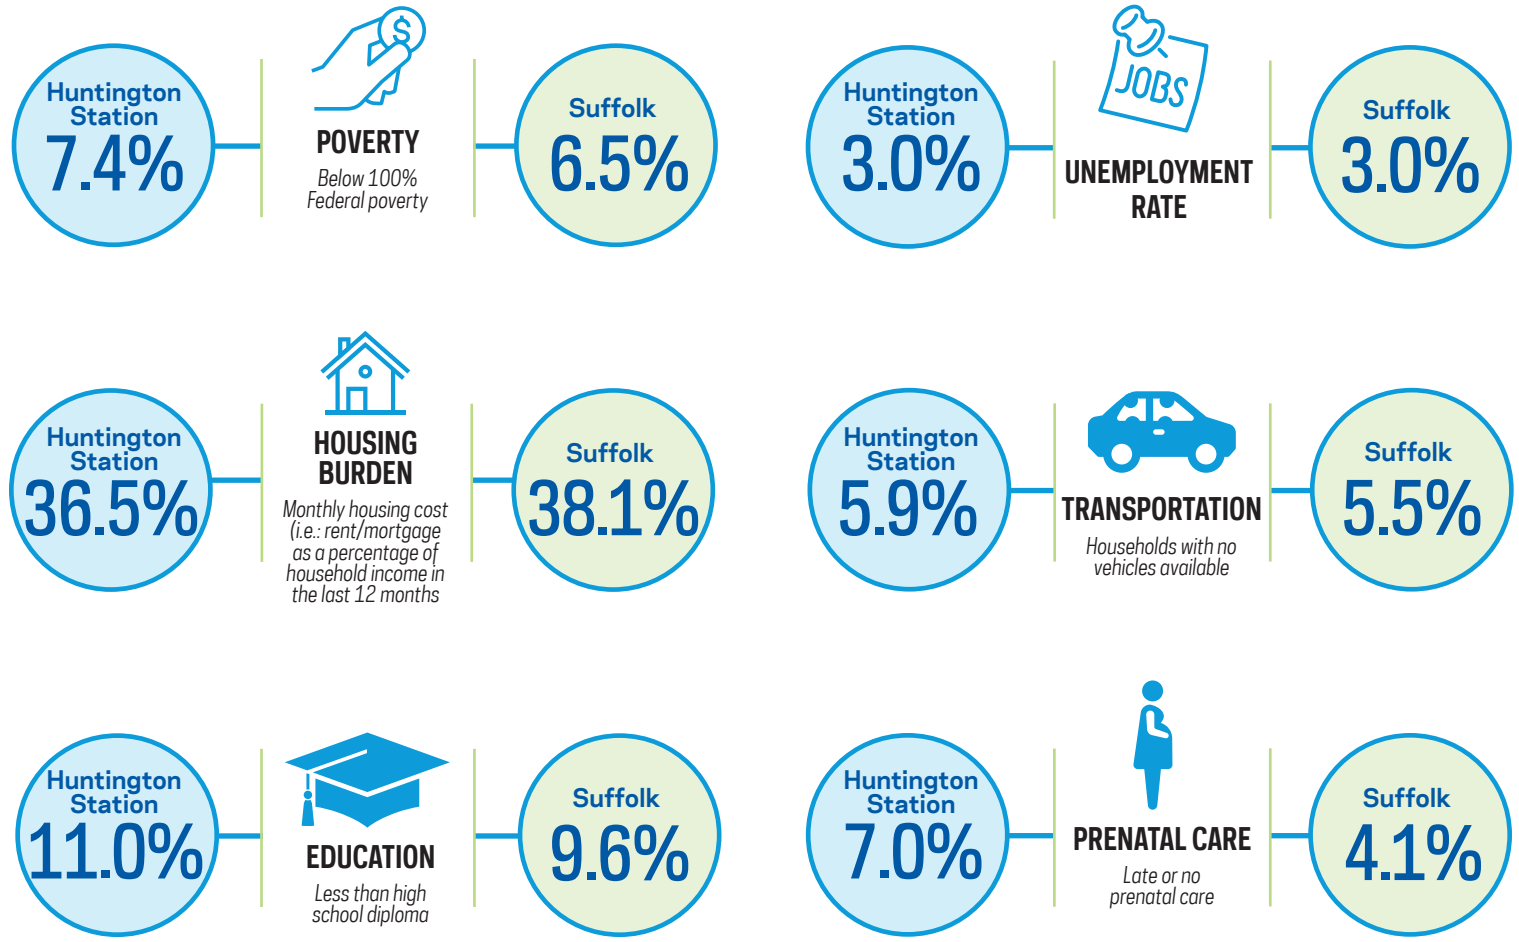 Huntington
Station
7.4%
$
POVERTY
Below 100%
Federal poverty
Suffolk
6.5%
Huntington
Station
3.0%
JOBS
UNEMPLOYMENT
RATE
Suffolk
3.0%
Huntington
Station
36.5%
HOUSING
BURDEN
Monthly housing cost
(i.e.: rent/mortgage
as a percentage of
household income in
the last 12 months
Suffolk
38.1%
Huntington
Station
5.9%
TRANSPORTATION
Households with no
vehicles available
Suffolk
5.5%
Huntington
Station
11.0%
EDUCATION
Less than high
school diploma
Suffolk
9.6%
Huntington
Station
7.0%
PRENATAL CARE
Late or no
prenatal care
Suffolk
4.1%